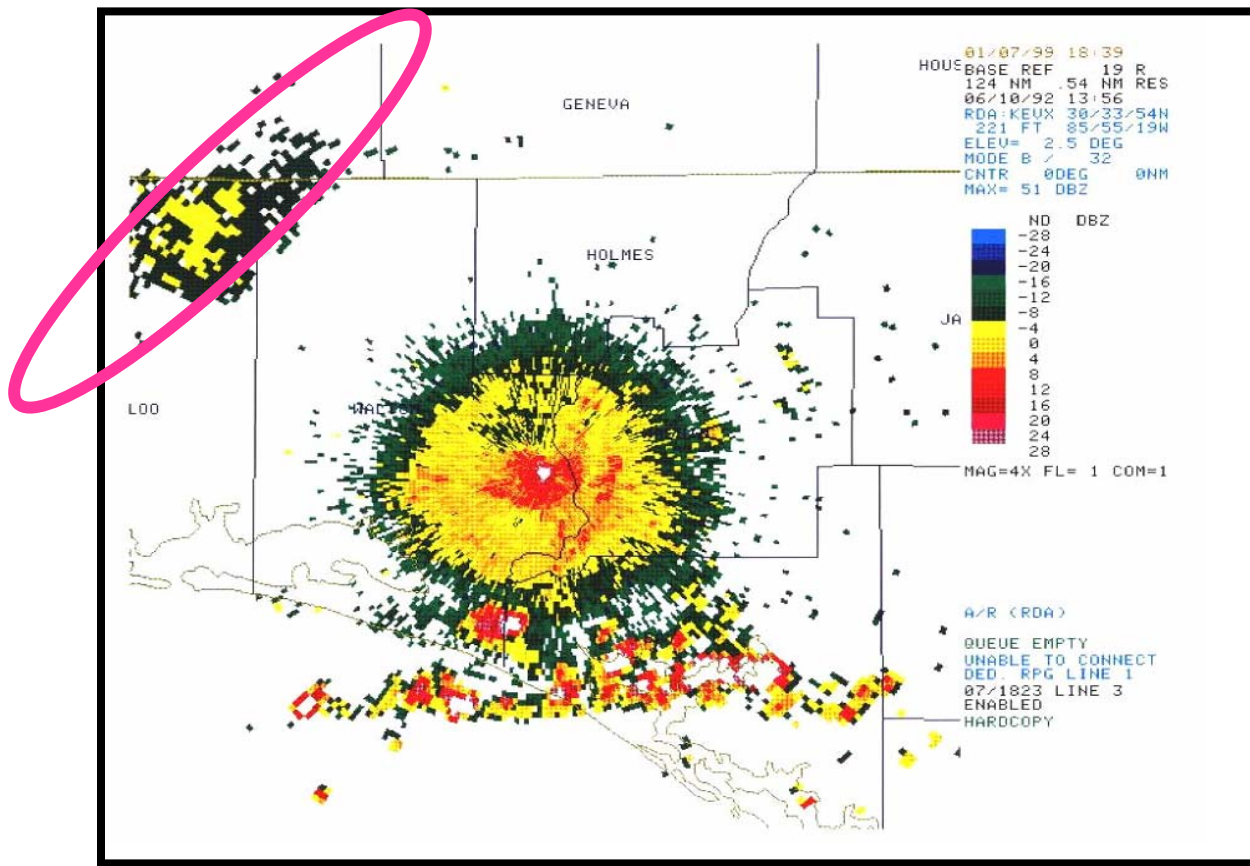 01/07/99 18:39
BASE REF 19 R
124 NM .54 NM RES
06/10/92 13:56
RDA:KEVX 30/33/54N
221 FT 85/55/19W
ELEV= 2.5 DEG
MODE B / 32
CNTR 0DEG 0NM
MAX= 51 DBZ
ND DBZ
-28
-24
-20
-16
-12
-8
-4
0
4
8
12
16
20
24
28
MAG=4X FL= 1 COM=1
A/R (RDA)
QUEUE EMPTY
UNABLE TO CONNECT
DED. RPG LINE 1
07/1823 LINE 3
ENABLED
HARDCOPY
HOUS
GENEVA
HOLMES
JA
LOO
WALTON